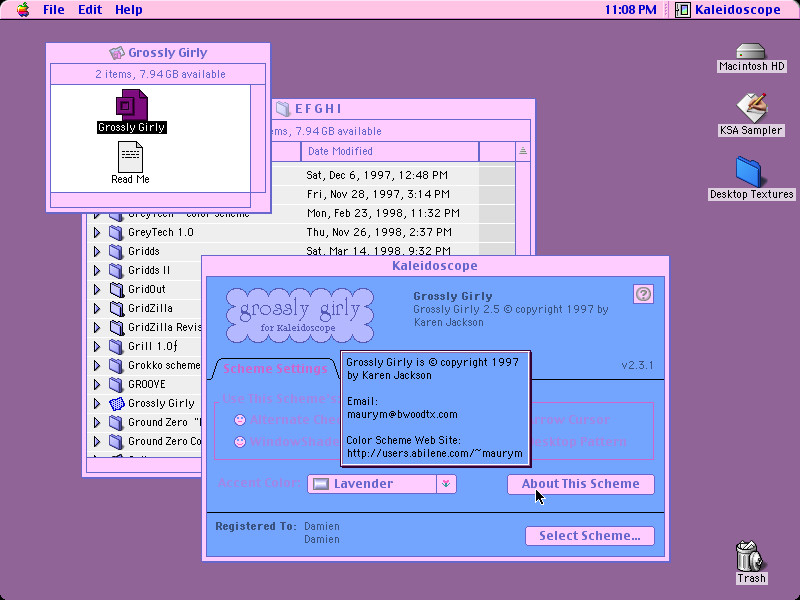 File Edit Help
11:08 PM
Kaleidoscope
Grossly Girly
2 items, 7.94 GB available
Grossly Girly
Read Me
Macintosh HD
KSA Sampler
Desktop Textures
E F G H I
ems, 7.94 GB available
Date Modified
Sat, Dec 6, 1997, 12:48 PM
Fri, Nov 28, 1997, 3:14 PM
GreyTech color scheme Mon, Feb 23, 1998, 11:32 PM
GreyTech 1.0 Thu, Nov 26, 1998, 2:37 PM
Gridds Sat, Mar 14, 1998, 9:32 PM
Gridds II
GridOut
GridZilla
GridZilla Revis
Grill 1.0ƒ
Grokko scheme
GROOVE
Grossly Girly
Ground Zero "
Ground Zero Co
Kaleidoscope
grossly girly
for Kaleidoscope
Grossly Girly
Grossly Girly 2.5 © copyright 1997 by
Karen Jackson
?
v2.3.1
Scheme Settings
Use This Scheme's
Alternate Che
rrow Cursor
WindowShade
esktop Pattern
Grossly Girly is © copyright 1997
by Karen Jackson
Email:
maurym@bwoodtx.com
Color Scheme Web Site:
http://users.abilene.com/~maurym
Accent Color: Lavender
About This Scheme
Registered To: Damien
Damien
Select Scheme...
Trash